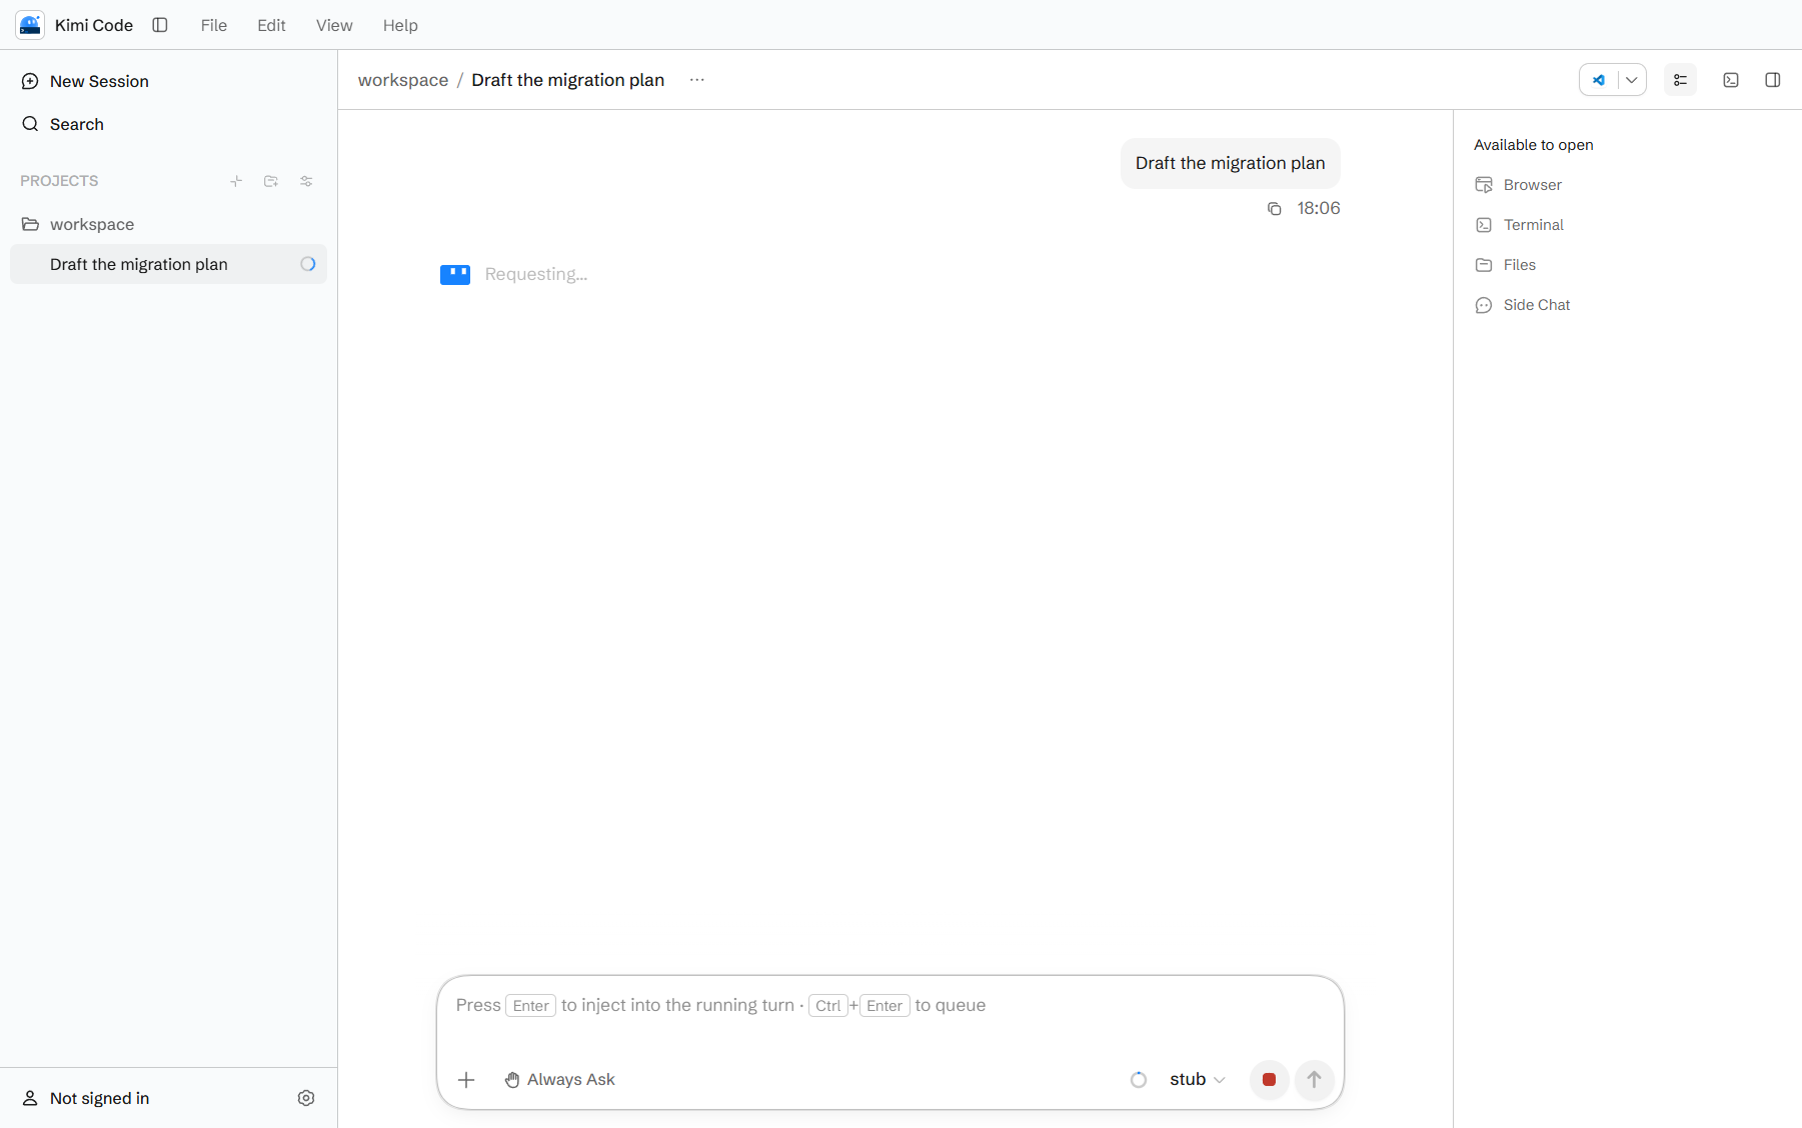 Kimi Code File Edit View Help
New Session
Search
PROJECTS
workspace
Draft the migration plan
Not signed in
workspace / Draft the migration plan ...
Draft the migration plan
18:06
Requesting...
Press Enter to inject into the running turn · Ctrl+Enter to queue
Always Ask
stub
Available to open
Browser
Terminal
Files
Side Chat